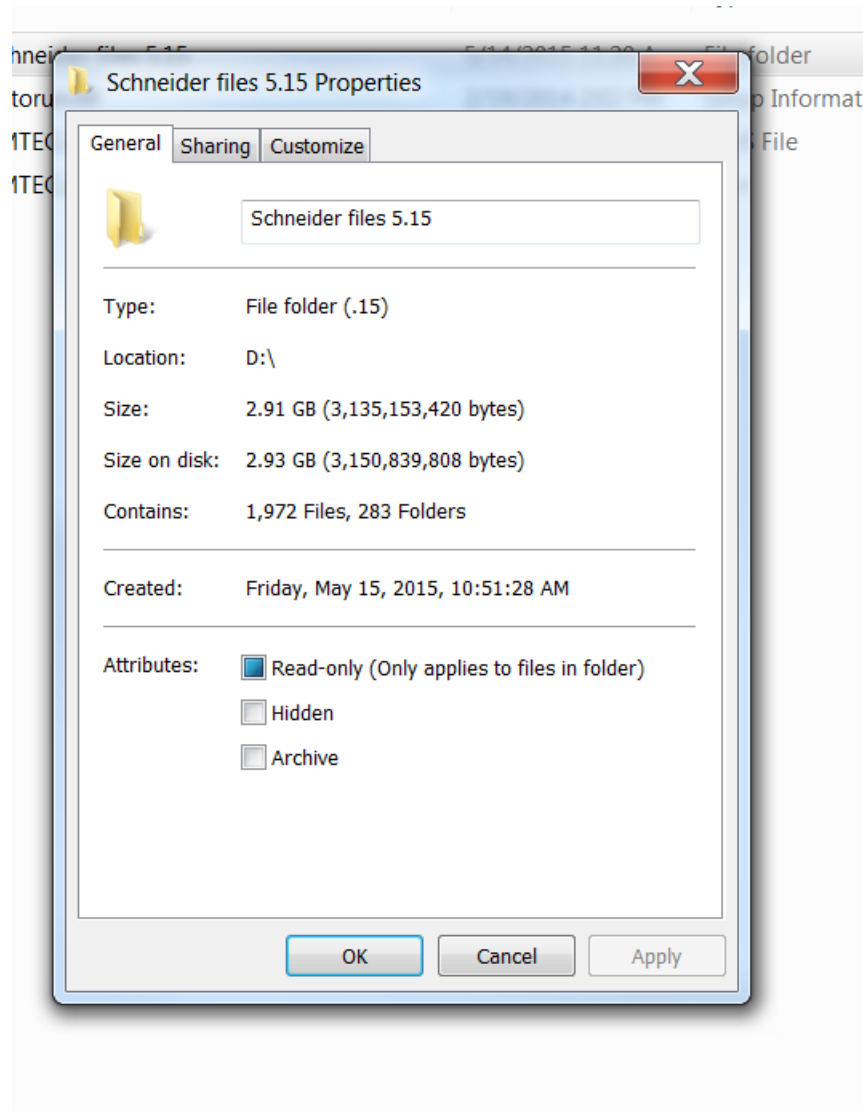 folder
Schneider files 5.15 Properties
File
General Sharing Customize
Schneider files 5.15
Type: File folder (.15)
Location: D:\
Size: 2.91 GB (3,135,153,420 bytes)
Size on disk: 2.93 GB (3,150,839,808 bytes)
Contains: 1,972 Files, 283 Folders
Created: Friday, May 15, 2015, 10:51:28 AM
Attributes: Read-only (Only applies to files in folder)
Hidden
Archive
OK Cancel Apply